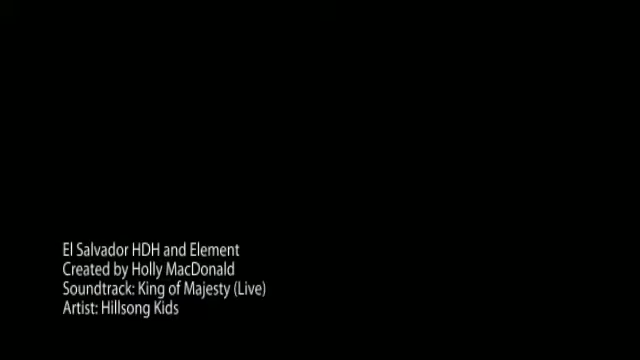 El Salvador HDH and Element
Created by Holly MacDonald
Soundtrack: King of Majesty (Live)
Artist: Hillsong Kids